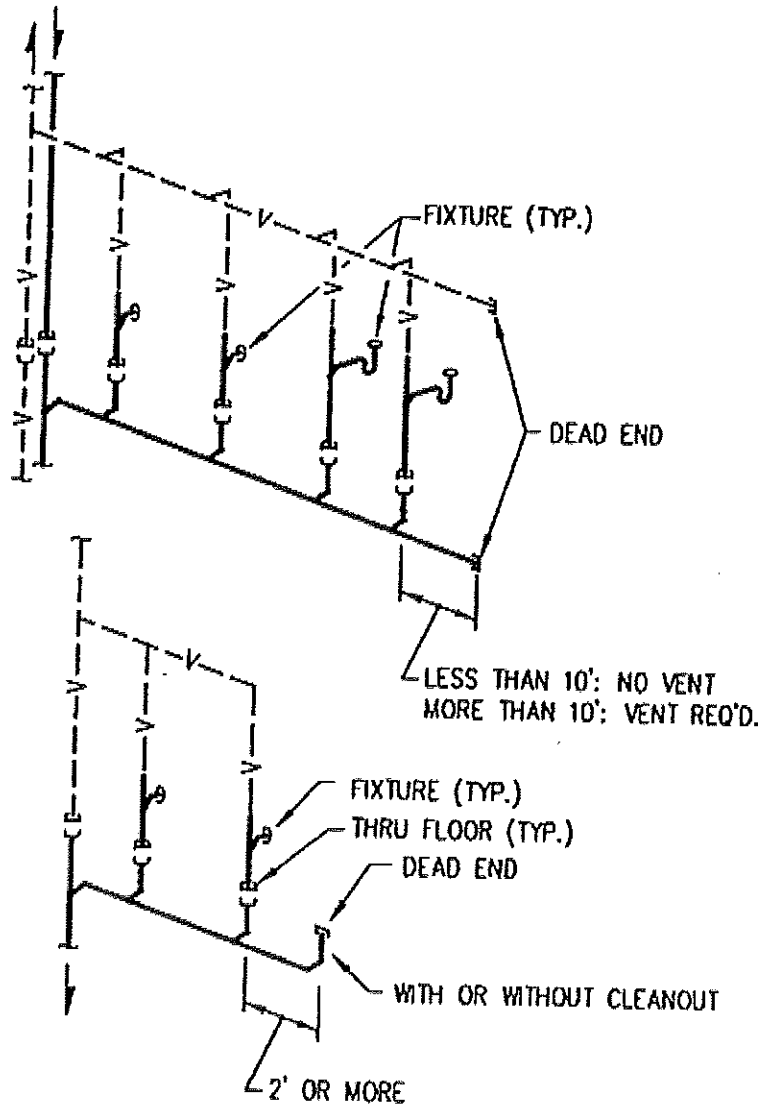 V
V
V
V
V
V
V
FIXTURE (TYP.)
DEAD END
LESS THAN 10': NO VENT
MORE THAN 10': VENT REQ'D.
V
V
V
V
FIXTURE (TYP.)
THRU FLOOR (TYP.)
DEAD END
WITH OR WITHOUT CLEANOUT
2' OR MORE